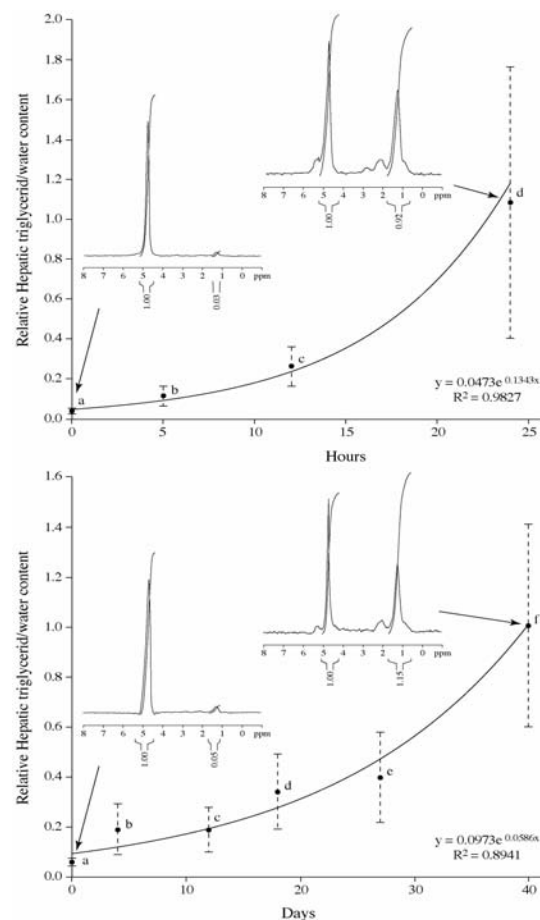 Relative Hepatic triglycerid/water content
2.0
1.8
1.6
1.4
1.2
1.0
0.8
0.6
0.4
0.2
0.0
8 7 6 5 4 3 2 1 0 ppm
1.00 0.03
8 7 6 5 4 3 2 1 0 ppm
1.00 0.92
a
b
c
d
y = 0.0473e^0.1343x
R² = 0.9827
0 5 10 15 20 25
Hours
Relative Hepatic triglycerid/water content
1.6
1.4
1.2
1.0
0.8
0.6
0.4
0.2
0.0
8 7 6 5 4 3 2 1 0 ppm
1.00 0.05
8 7 6 5 4 3 2 1 0 ppm
1.00 1.15
a
b
c
d
e
f
y = 0.0973e^0.0586x
R² = 0.8941
0 10 20 30 40
Days